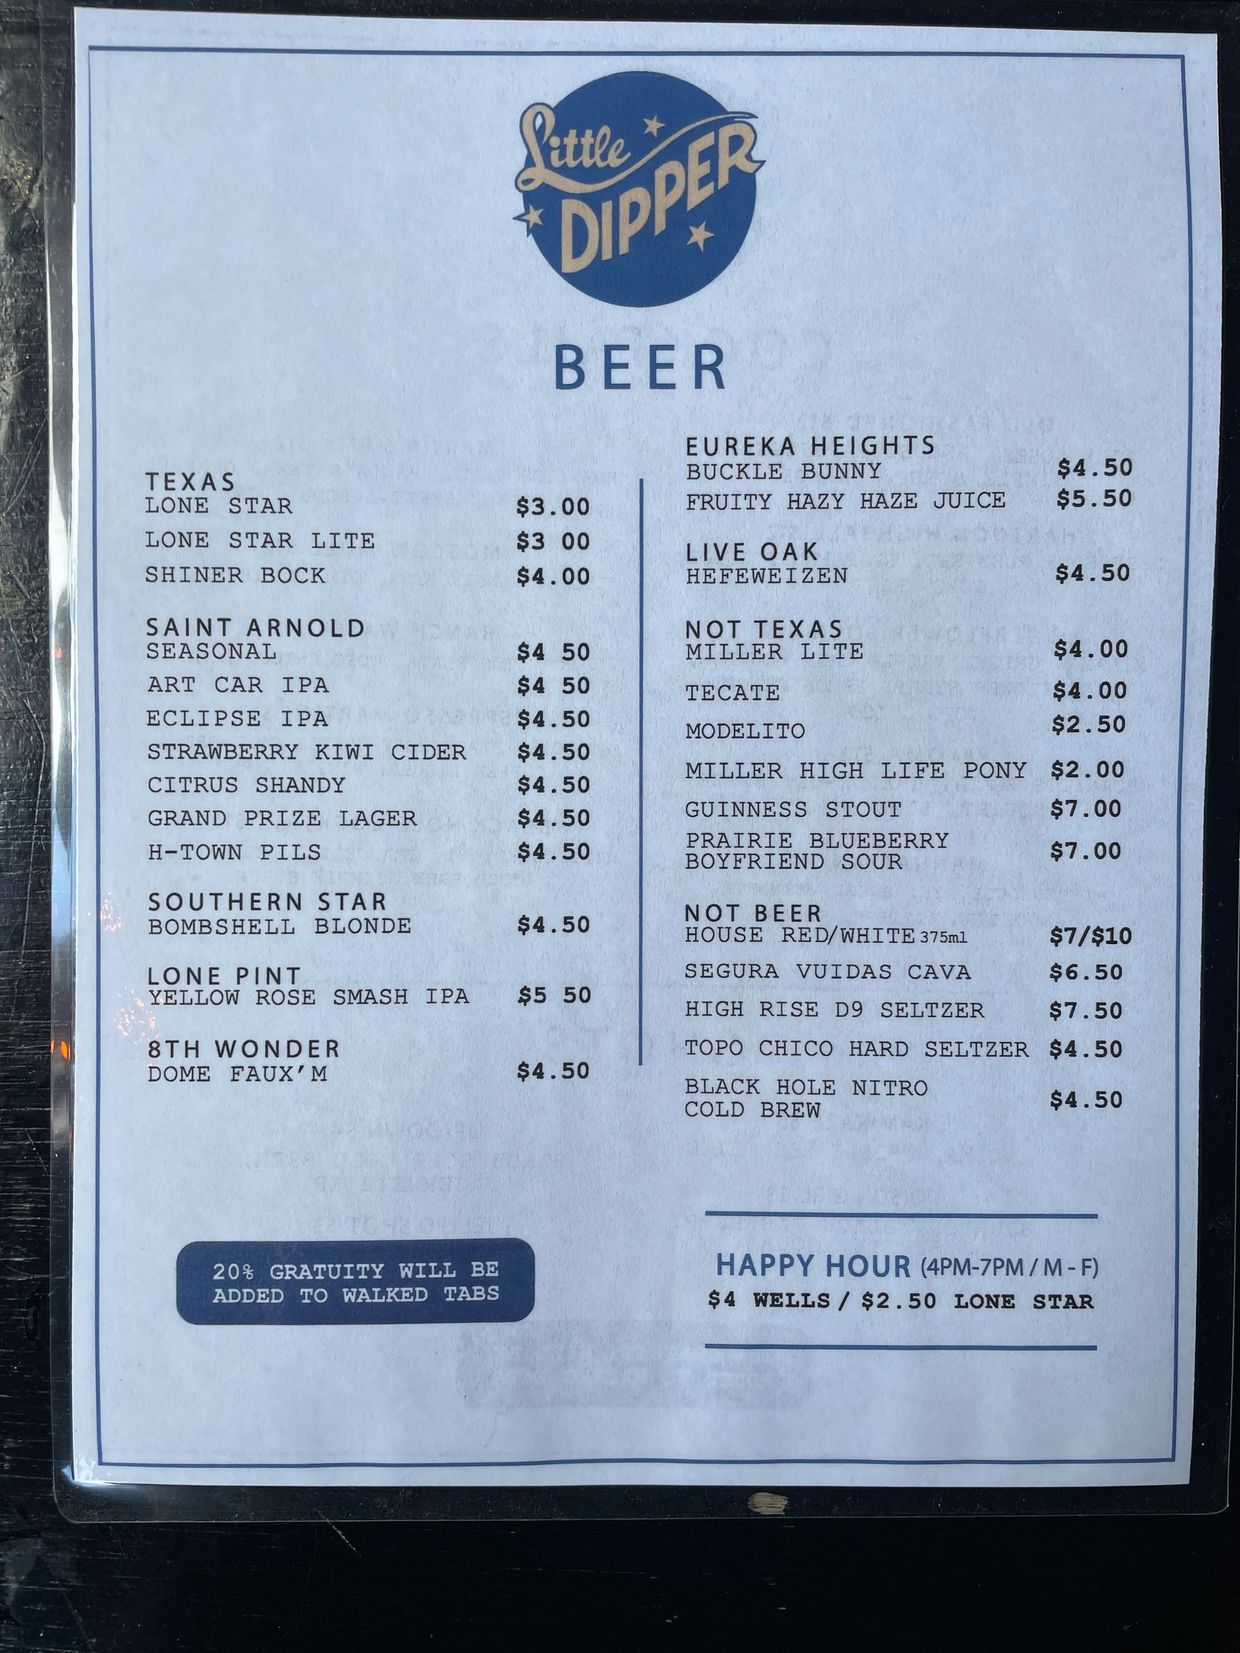 Little
DIPPER
BEER
TEXAS
LONE STAR $3.00
LONE STAR LITE $3 00
SHINER BOCK $4.00
SAINT ARNOLD
SEASONAL $4 50
ART CAR IPA $4 50
ECLIPSE IPA $4.50
STRAWBERRY KIWI CIDER $4.50
CITRUS SHANDY $4.50
GRAND PRIZE LAGER $4.50
H-TOWN PILS $4.50
SOUTHERN STAR
BOMBSHELL BLONDE $4.50
LONE PINT
YELLOW ROSE SMASH IPA $5 50
8TH WONDER
DOME FAUX'M $4.50
EUREKA HEIGHTS
BUCKLE BUNNY $4.50
FRUITY HAZY HAZE JUICE $5.50
LIVE OAK
HEFEWEIZEN $4.50
NOT TEXAS
MILLER LITE $4.00
TECATE $4.00
MODELITO $2.50
MILLER HIGH LIFE PONY $2.00
GUINNESS STOUT $7.00
PRAIRIE BLUEBERRY
BOYFRIEND SOUR $7.00
NOT BEER
HOUSE RED/WHITE 375ml $7/$10
SEGURA VUIDAS CAVA $6.50
HIGH RISE D9 SELTZER $7.50
TOPO CHICO HARD SELTZER $4.50
BLACK HOLE NITRO
COLD BREW $4.50
20% GRATUITY WILL BE
ADDED TO WALKED TABS
HAPPY HOUR (4PM-7PM / M - F)
$4 WELLS / $2.50 LONE STAR